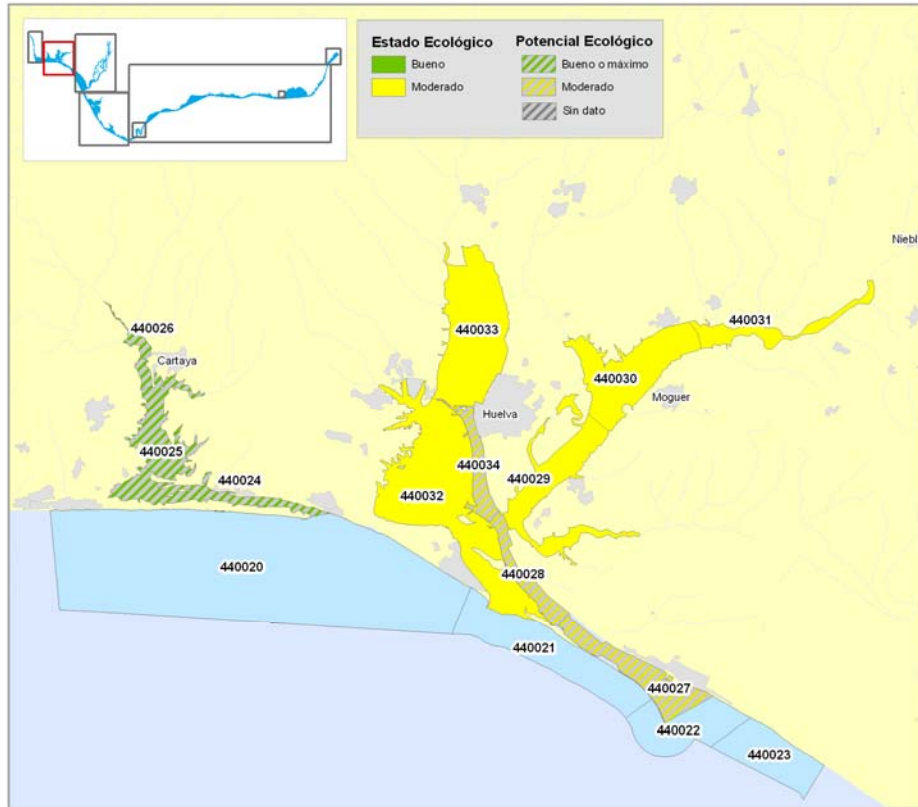 Estado Ecológico
Bueno
Moderado
Potencial Ecológico
Bueno o máximo
Moderado
Sin dato
Niebl
440033
440026
440031
Cartaya
440030
Moguer
Huelva
440025
440034
440024
440029
440032
440020
440028
440021
440027
440022
440023